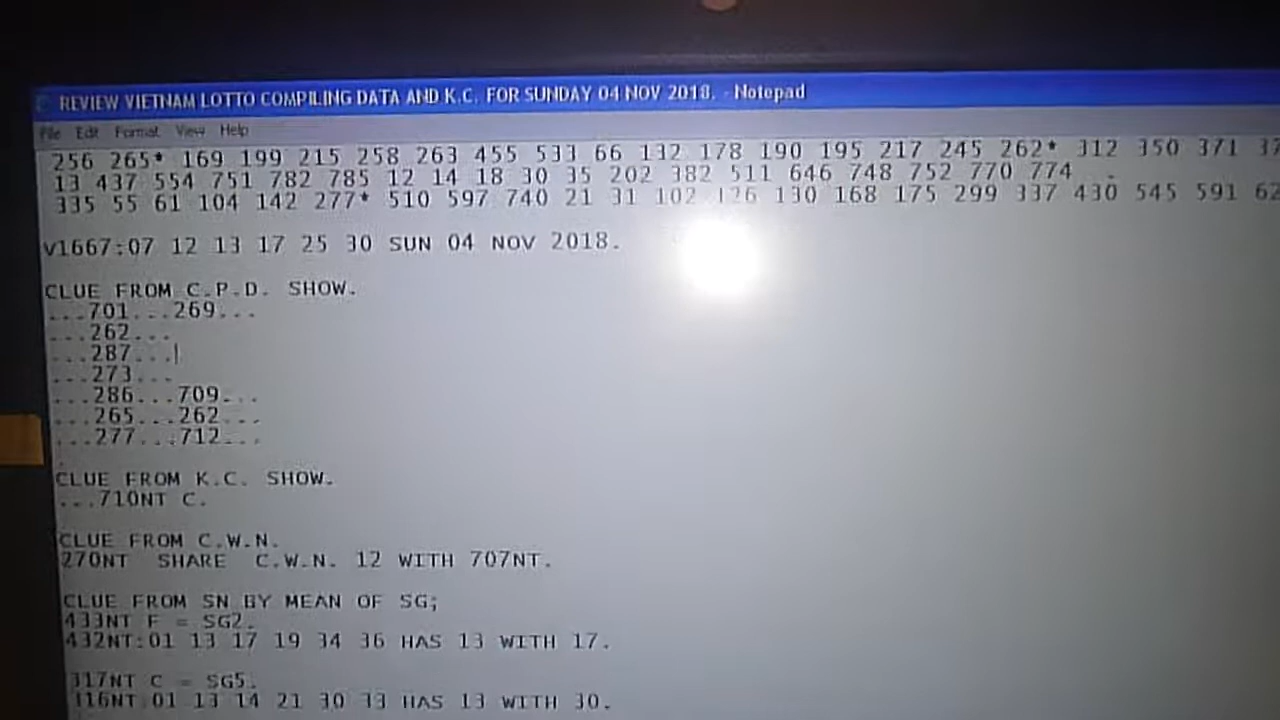 REVIEW VIETNAM LOTTO COMPILING DATA AND K.C. FOR SUNDAY 04 NOV 2018. - Notepad
File Edit Format View Help
256 265* 169 199 215 258 263 455 533 66 132 178 190 195 217 245 262* 312 350 371
13 437 554 751 782 785 12 14 18 30 35 202 382 511 646 748 752 770 774
335 55 61 104 142 277* 510 597 740 21 31 102 126 130 168 175 299 337 430 545 591
v1667:07 12 13 17 25 30 SUN 04 NOV 2018.
CLUE FROM C.P.D. SHOW.
...701...269...
...262...
...287...
...273...
...286...709...
...265...262...
...277...712...
CLUE FROM K.C. SHOW.
...710NT C.
CLUE FROM C.W.N.
270NT SHARE C.W.N. 12 WITH 707NT.
CLUE FROM SN BY MEAN OF SG;
433NT F = SG2.
432NT:01 13 17 19 34 36 HAS 13 WITH 17.
317NT C = SG5.
316NT:01 13 14 21 30 33 HAS 13 WITH 30.